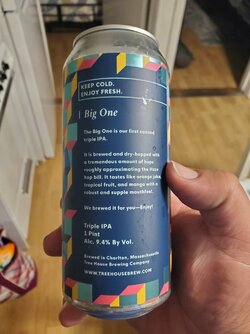 KEEP COLD.
ENJOY FRESH.
| Big One
The Big One is our first canned
triple IPA.
It is brewed and dry-hopped with
a tremendous amount of hops
roughly approximating the Haze
hop bill. It tastes like orange juice,
tropical fruit, and mango with a
robust and supple mouthfeel.
We brewed it for you—Enjoy!
Triple IPA
1 Pint
Alc. 9.4% By Vol.
Brewed in Charlton, Massachusetts
Tree House Brewing Company
WWW.TREEHOUSEBREW.COM